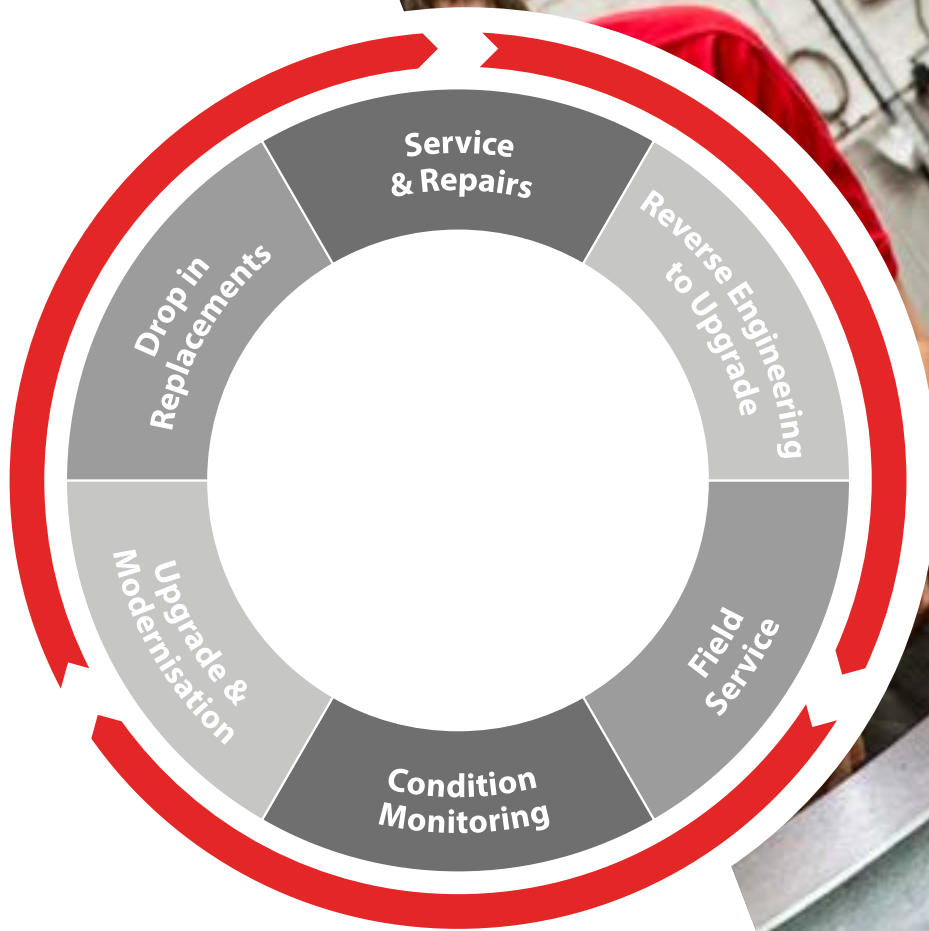 Service
& Repairs
Reverse Engineering
to Upgrade
Field
Service
Condition
Monitoring
Upgrade &
Modernisation
Drop in
Replacements